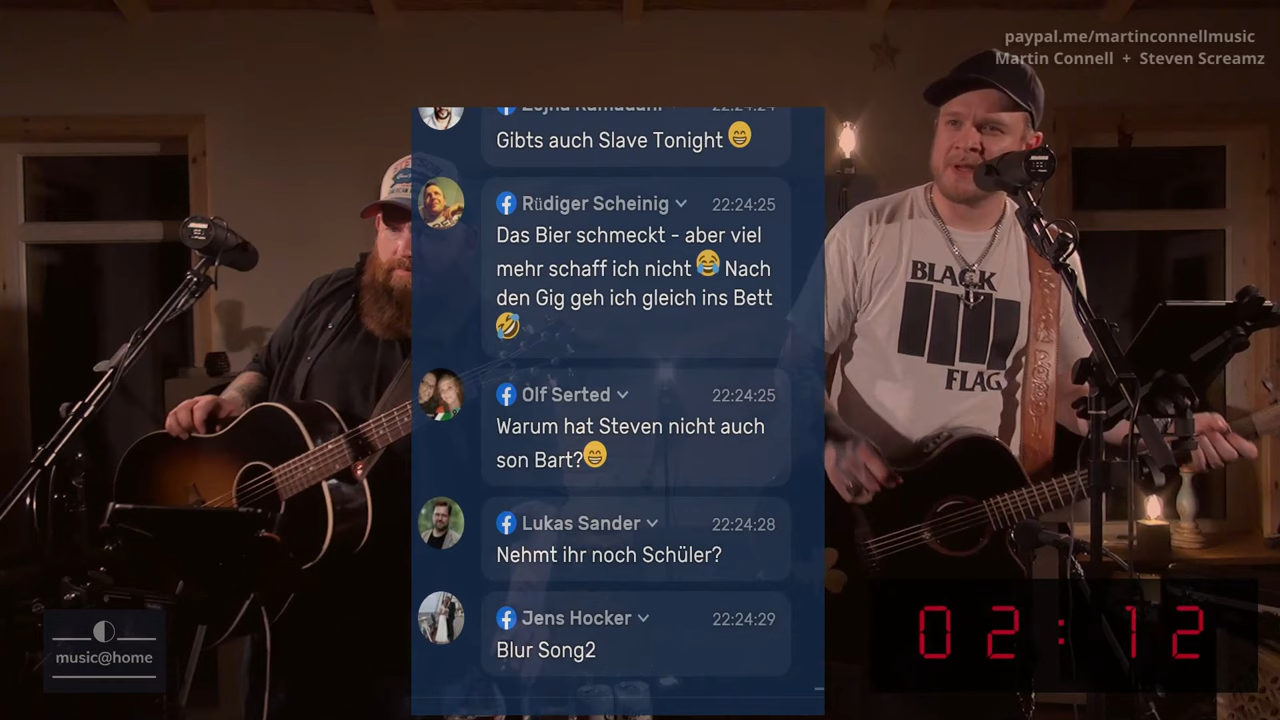 paypal.me/martinconnellmusic
Martin Connell + Steven Screamz
Gibts auch Slave Tonight 😄
Rüdiger Scheinig 22:24:25
Das Bier schmeckt - aber viel
mehr schaff ich nicht 😂 Nach
den Gig geh ich gleich ins Bett
🤣
Olf Serted 22:24:25
Warum hat Steven nicht auch
son Bart?😄
Lukas Sander 22:24:28
Nehmt ihr noch Schüler?
Jens Hocker 22:24:29
Blur Song2
BLACK
FLAG
02:12
music@home